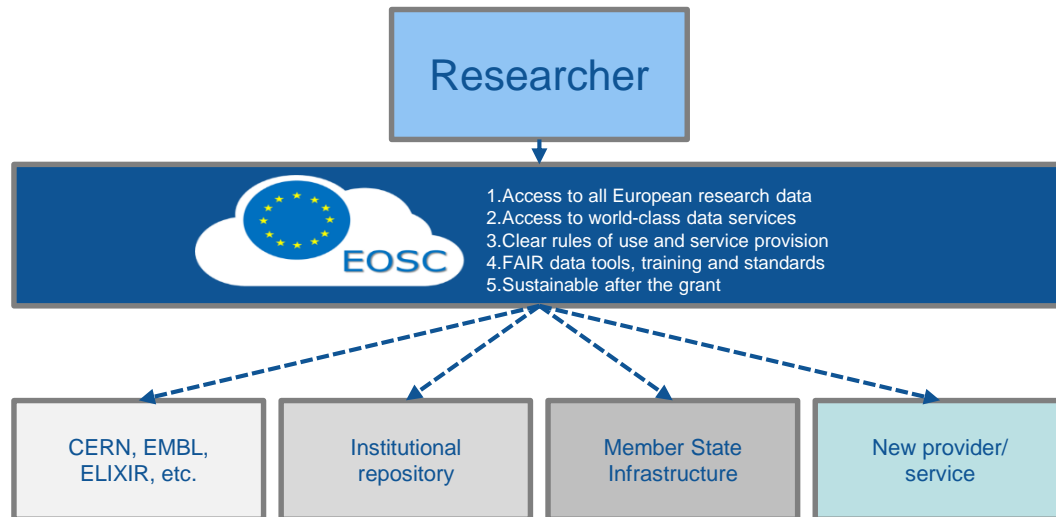 Researcher
EOSC
1.Access to all European research data
2.Access to world-class data services
3.Clear rules of use and service provision
4.FAIR data tools, training and standards
5.Sustainable after the grant
CERN, EMBL,
ELIXIR, etc.
Institutional
repository
Member State
Infrastructure
New provider/
service